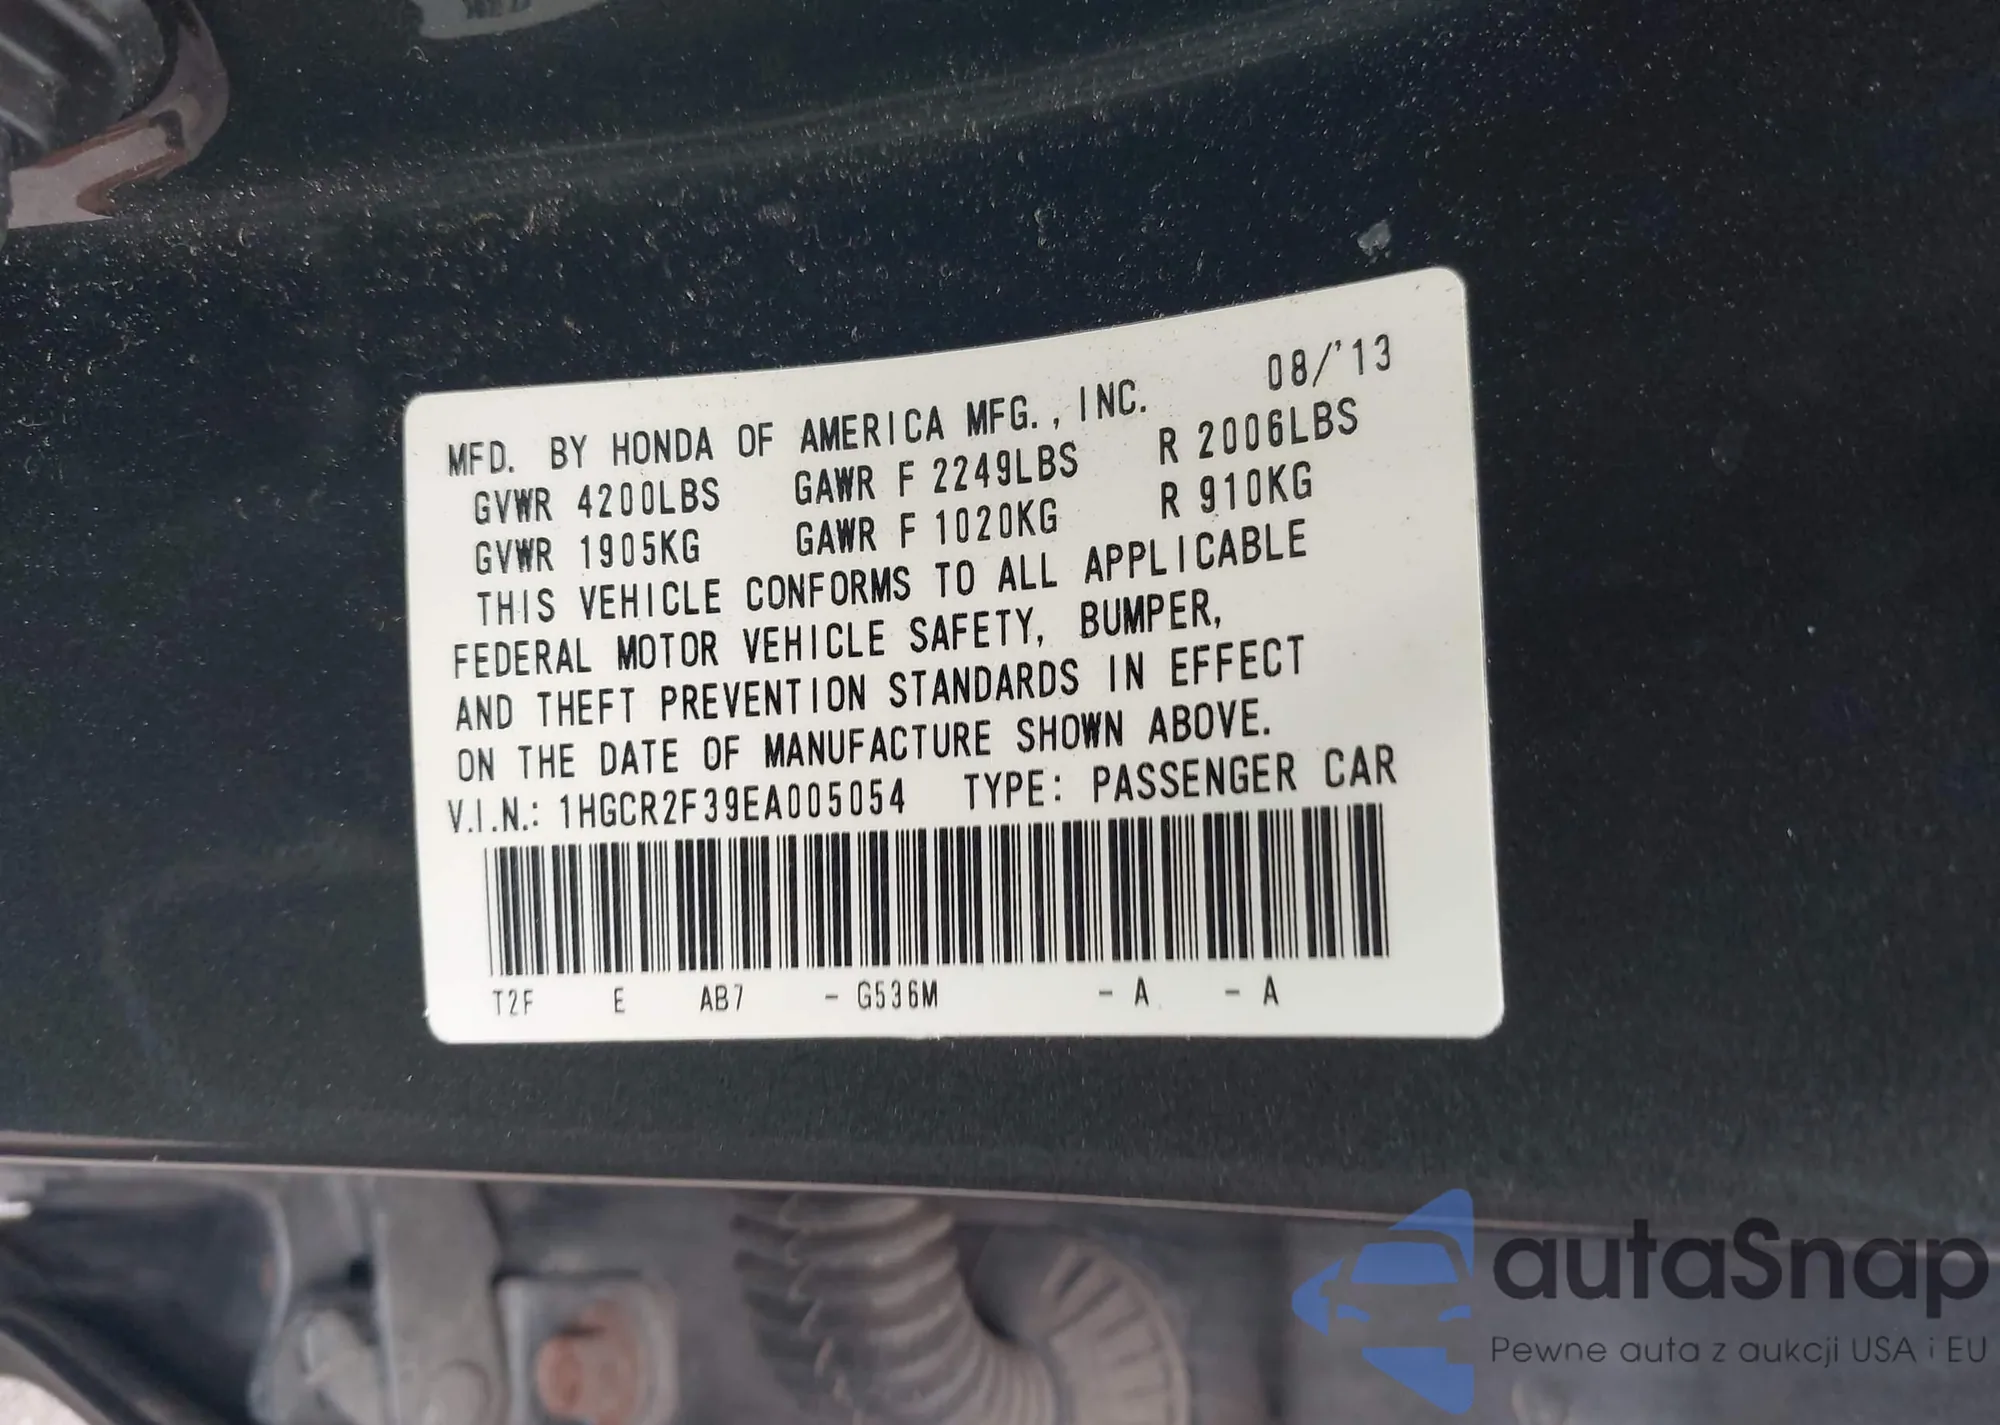 MFD. BY HONDA OF AMERICA MFG., INC. 08/'13
GVWR 4200LBS GAWR F 2249LBS R 2006LBS
GVWR 1905KG GAWR F 1020KG R 910KG
THIS VEHICLE CONFORMS TO ALL APPLICABLE
FEDERAL MOTOR VEHICLE SAFETY, BUMPER,
AND THEFT PREVENTION STANDARDS IN EFFECT
ON THE DATE OF MANUFACTURE SHOWN ABOVE.
V.I.N.: 1HGCR2F39EA005054 TYPE: PASSENGER CAR
T2F E AB7 - G536M - A - A
autaSnap
Pewne auta z aukcji USA i EU